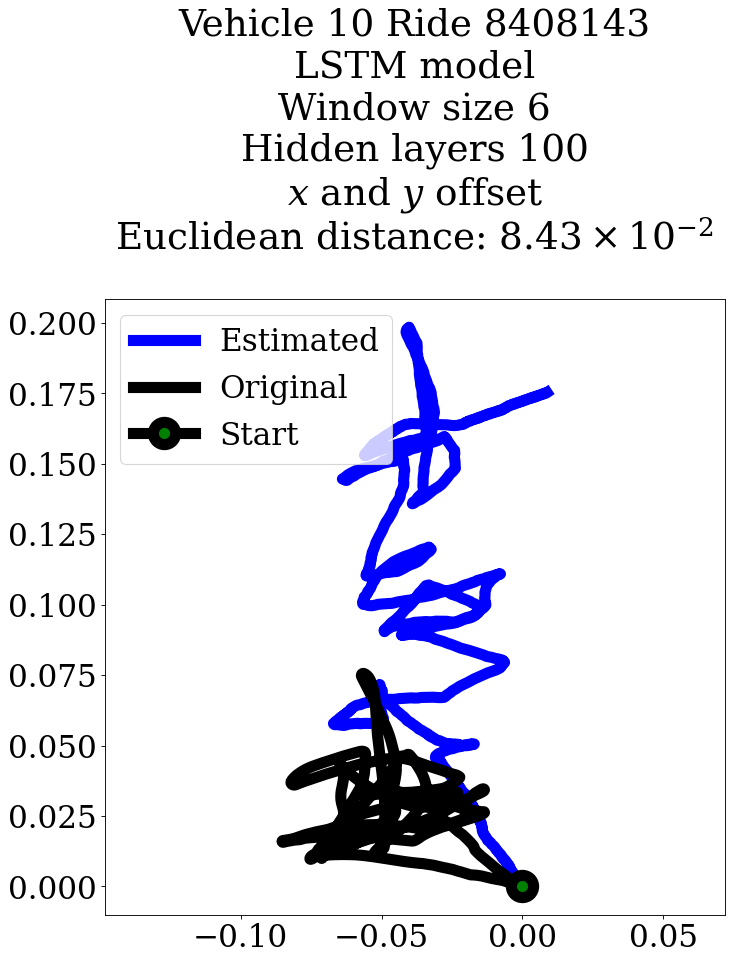 Vehicle 10 Ride 8408143
LSTM model
Window size 6
Hidden layers 100
x and y offset
Euclidean distance: 8.43 × 10⁻²
Estimated
Original
Start
0.200
0.175
0.150
0.125
0.100
0.075
0.050
0.025
0.000
−0.10 −0.05 0.00 0.05